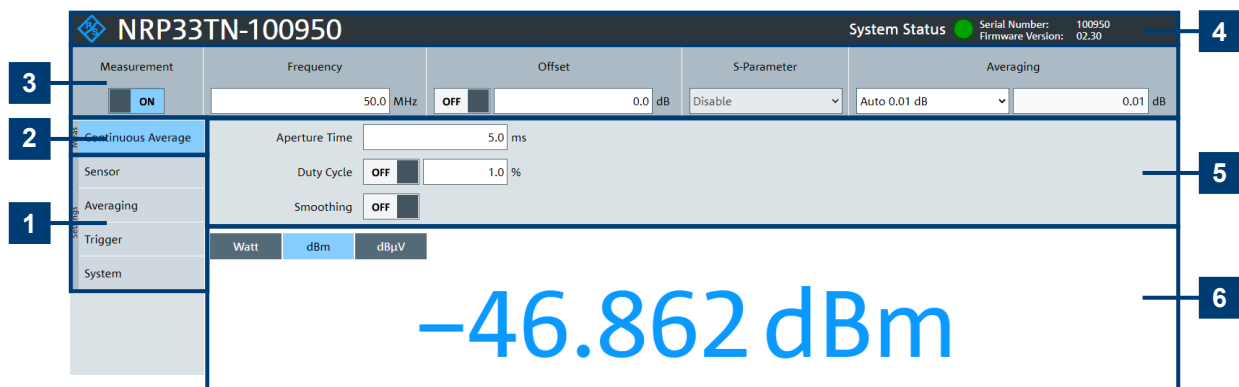 NRP33TN-100950
System Status
Serial Number: 100950
Firmware Version: 02.30
4
3
Measurement
Frequency
Offset
S-Parameter
Averaging
ON
50.0 MHz
OFF
0.0 dB
Disable
Auto 0.01 dB
0.01 dB
2
Meas
Continuous Average
Aperture Time
5.0 ms
5
Duty Cycle
OFF
1.0 %
Smoothing
OFF
1
Settings
Sensor
Averaging
Trigger
System
Watt
dBm
dBµV
6
−46.862 dBm